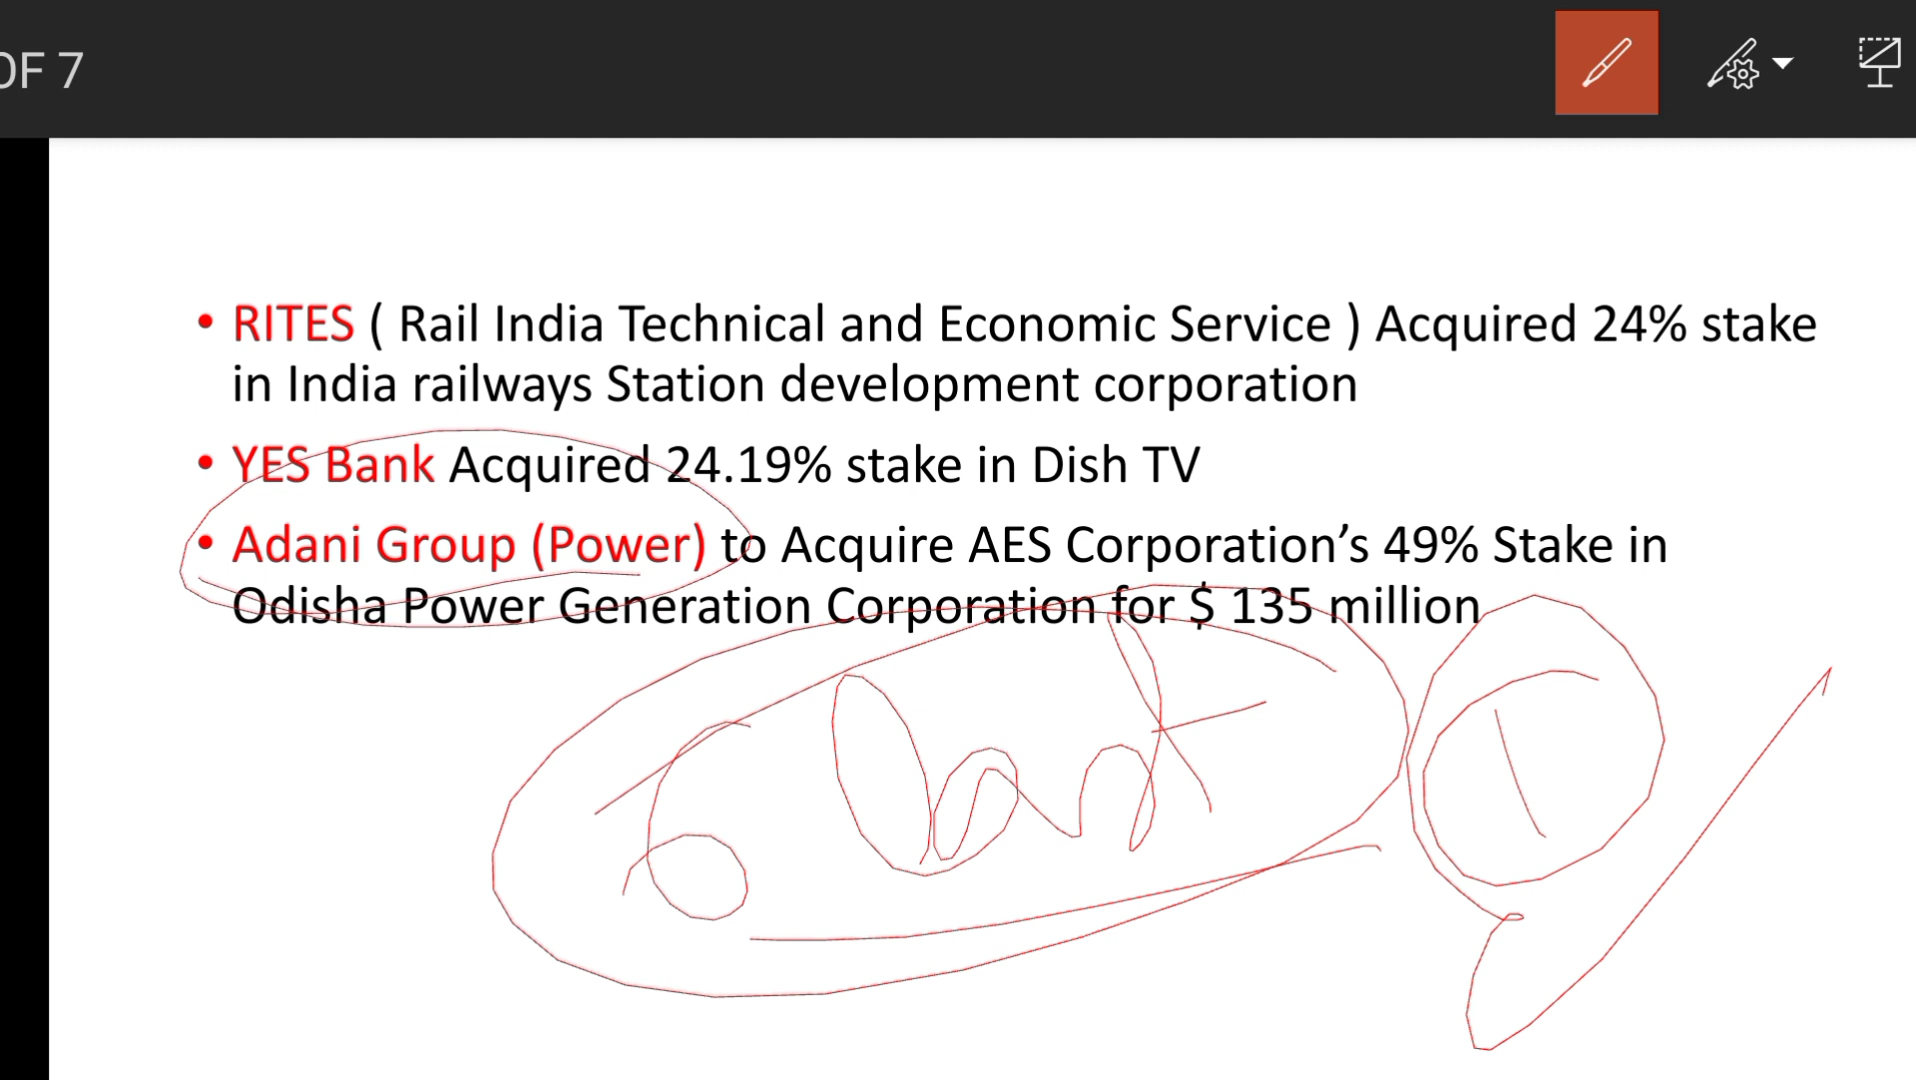 OF 7
• RITES ( Rail India Technical and Economic Service ) Acquired 24% stake
in India railways Station development corporation
• YES Bank Acquired 24.19% stake in Dish TV
• Adani Group (Power) to Acquire AES Corporation’s 49% Stake in
Odisha Power Generation Corporation for $ 135 million